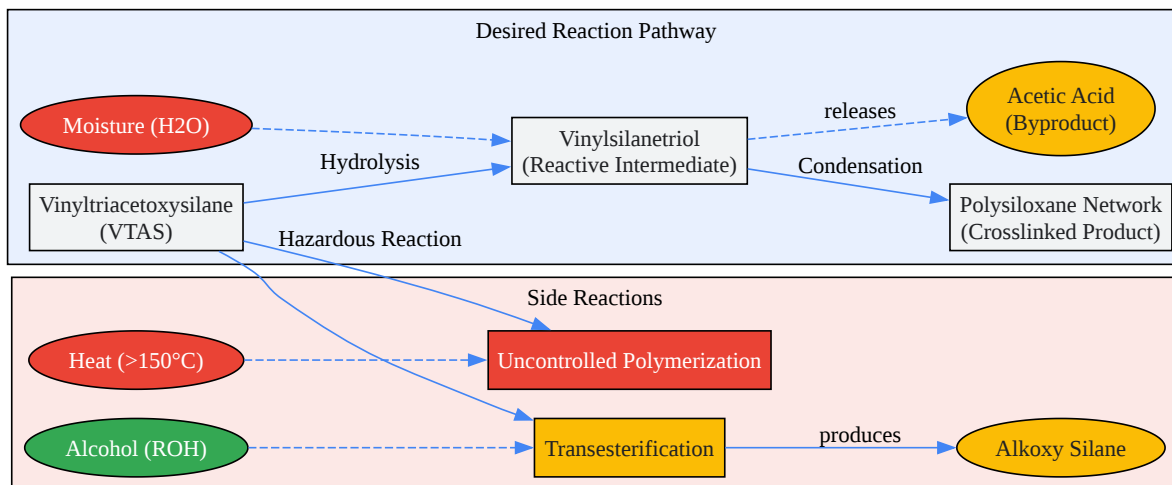 Desired Reaction Pathway
Moisture (H2O)
Vinyltriacetoxysilane
(VTAS)
Hydrolysis
Vinylsilanetriol
(Reactive Intermediate)
releases
Acetic Acid
(Byproduct)
Condensation
Polysiloxane Network
(Crosslinked Product)
Hazardous Reaction
Side Reactions
Heat (>150°C)
Uncontrolled Polymerization
Alcohol (ROH)
Transesterification
produces
Alkoxy Silane